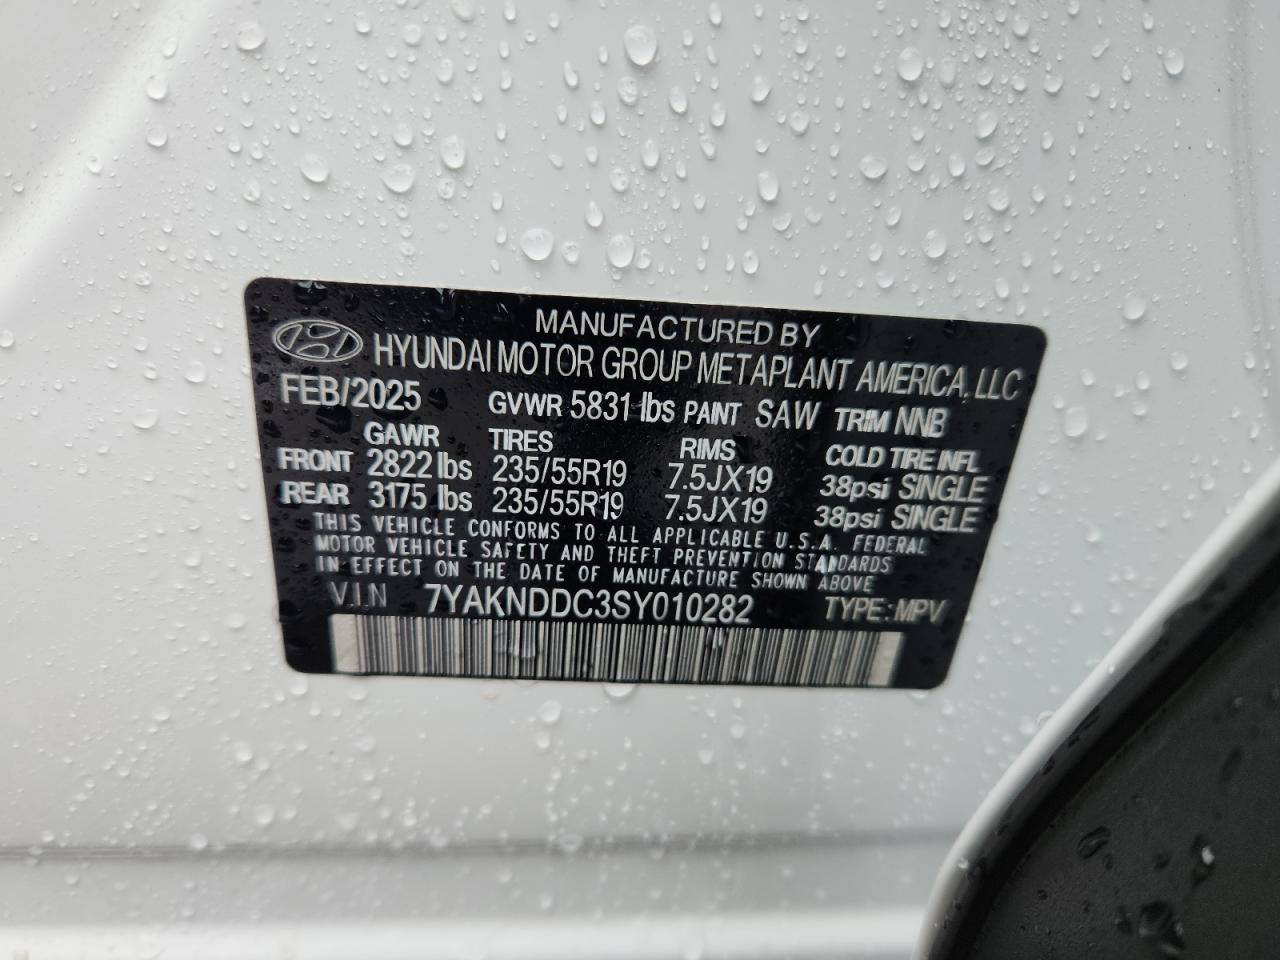 MANUFACTURED BY
HYUNDAI MOTOR GROUP METAPLANT AMERICA, LLC
FEB/2025 GVWR 5831 lbs PAINT SAW TRIM NNB
GAWR TIRES RIMS COLD TIRE INFL
FRONT 2822 lbs 235/55R19 7.5JX19 38psi SINGLE
REAR 3175 lbs 235/55R19 7.5JX19 38psi SINGLE
THIS VEHICLE CONFORMS TO ALL APPLICABLE U.S.A. FEDERAL
MOTOR VEHICLE SAFETY AND THEFT PREVENTION STANDARDS
IN EFFECT ON THE DATE OF MANUFACTURE SHOWN ABOVE
V.I.N 7YAKNDDC3SY010282 TYPE:MPV